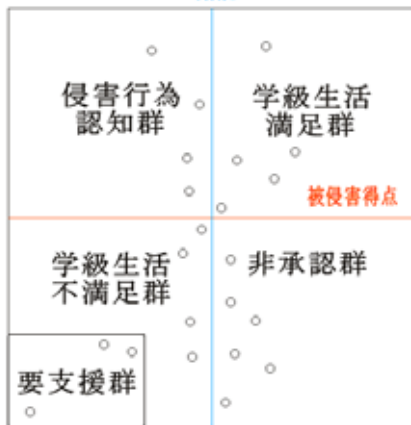 侵害行為
認知群
学級生活
満足群
被侵害得点
学級生活
不満足群
非承認群
要支援群